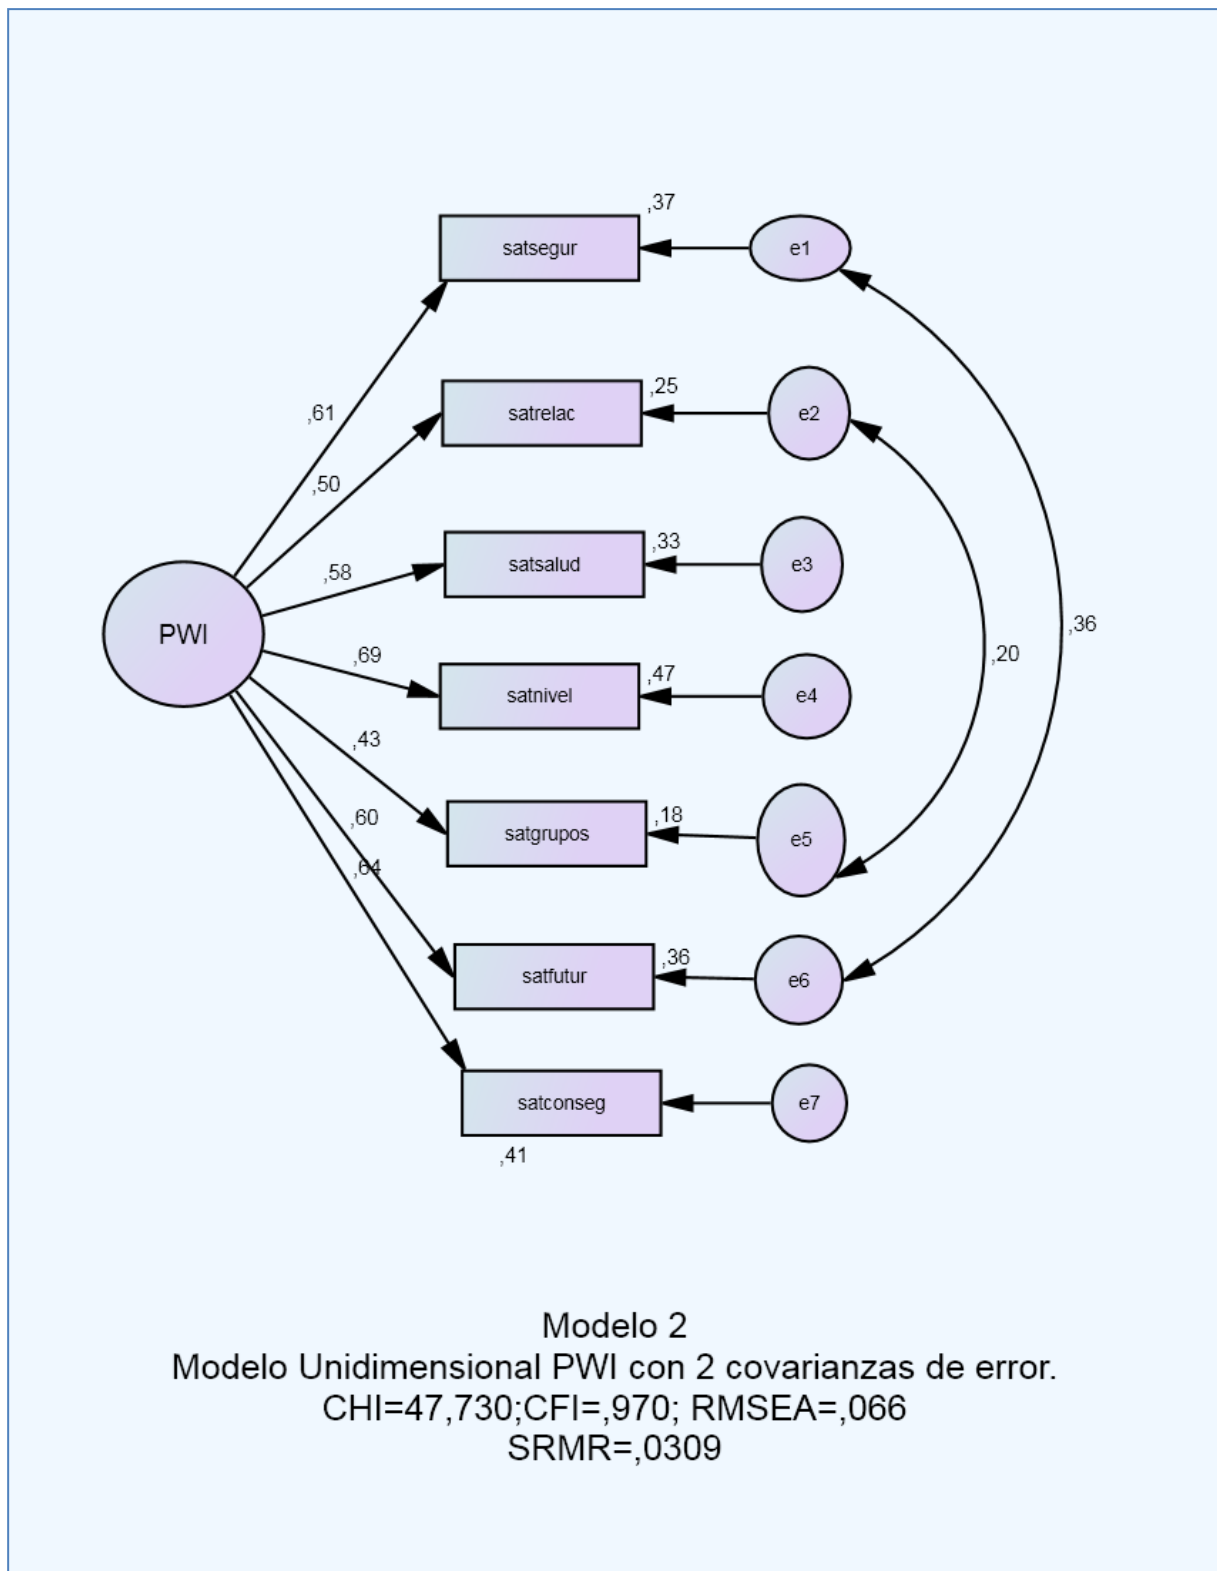 ,37
satsegur
e1
,25
satrelac
e2
,61
,50
,33
satsalud
e3
,58
PWI
,36
,20
,69
,47
satnivel
e4
,43
,18
satgrupos
e5
,60
,64
,36
satfutur
e6
satconseg
e7
,41
Modelo 2
Modelo Unidimensional PWI con 2 covarianzas de error.
CHI=47,730;CFI=,970; RMSEA=,066
SRMR=,0309